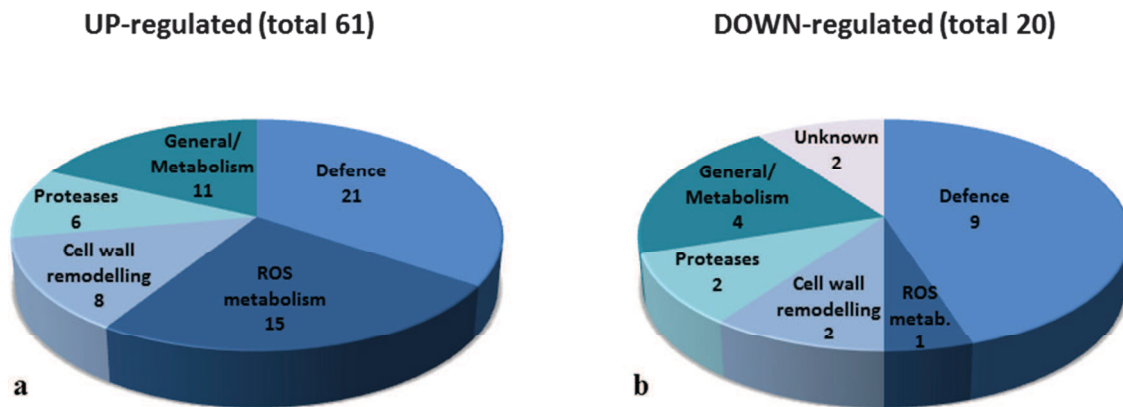 UP-regulated (total 61)
General/
Metabolism
11
Defence
21
Proteases
6
Cell wall
remodelling
8
ROS
metabolism
15
a
DOWN-regulated (total 20)
Unknown
2
General/
Metabolism
4
Defence
9
Proteases
2
Cell wall
remodelling
2
ROS
metab.
1
b